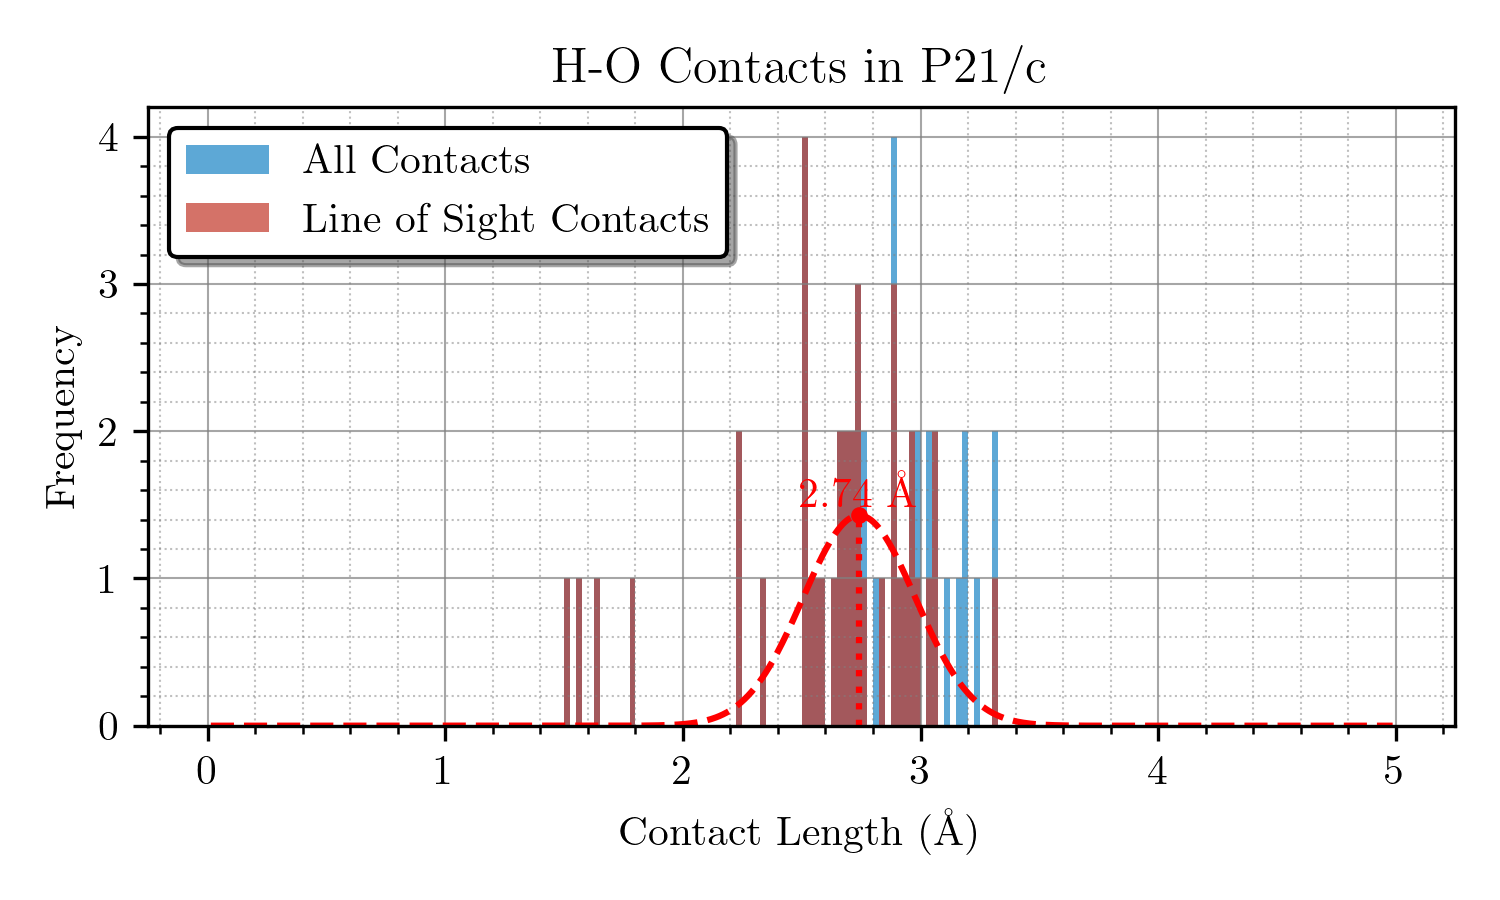 H-O Contacts in P21/c
All Contacts
Line of Sight Contacts
4
3
2
1
0
Frequency
2.74 Å
0 1 2 3 4 5
Contact Length (Å)